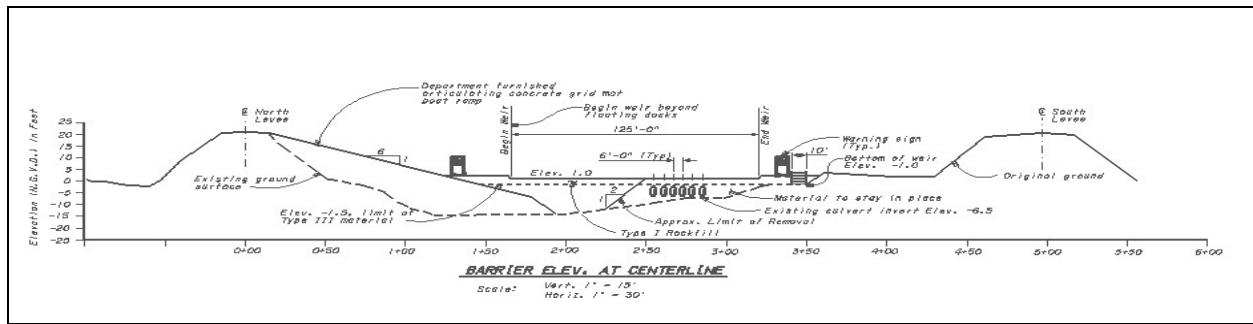 Department furnished
articulating concrete grid mat
boat ramp
℄ North
Levee
Begin Weir
Begin weir beyond
floating docks
125'-0"
End Weir
℄ South
Levee
Warning sign
(Typ.)
10'
6'-0" (Typ.)
Bottom of weir
Elev. -1.0
Elevation (N.G.V.D.) in Feet
25
20
15
10
5
0
-5
-10
-15
-20
-25
6
1
Elev. 1.0
2
1
Existing ground
surface
Original ground
Material to stay in place
Elev. -1.5, limit of
Type III material
Existing culvert invert Elev. -6.5
Approx. Limit of Removal
Type I Rockfill
0+00
0+50
1+00
1+50
2+00
2+50
3+00
3+50
4+00
4+50
5+00
5+50
6+00
BARRIER ELEV. AT CENTERLINE
Scale:
Vert. 1" = 15'
Horiz. 1" = 30'